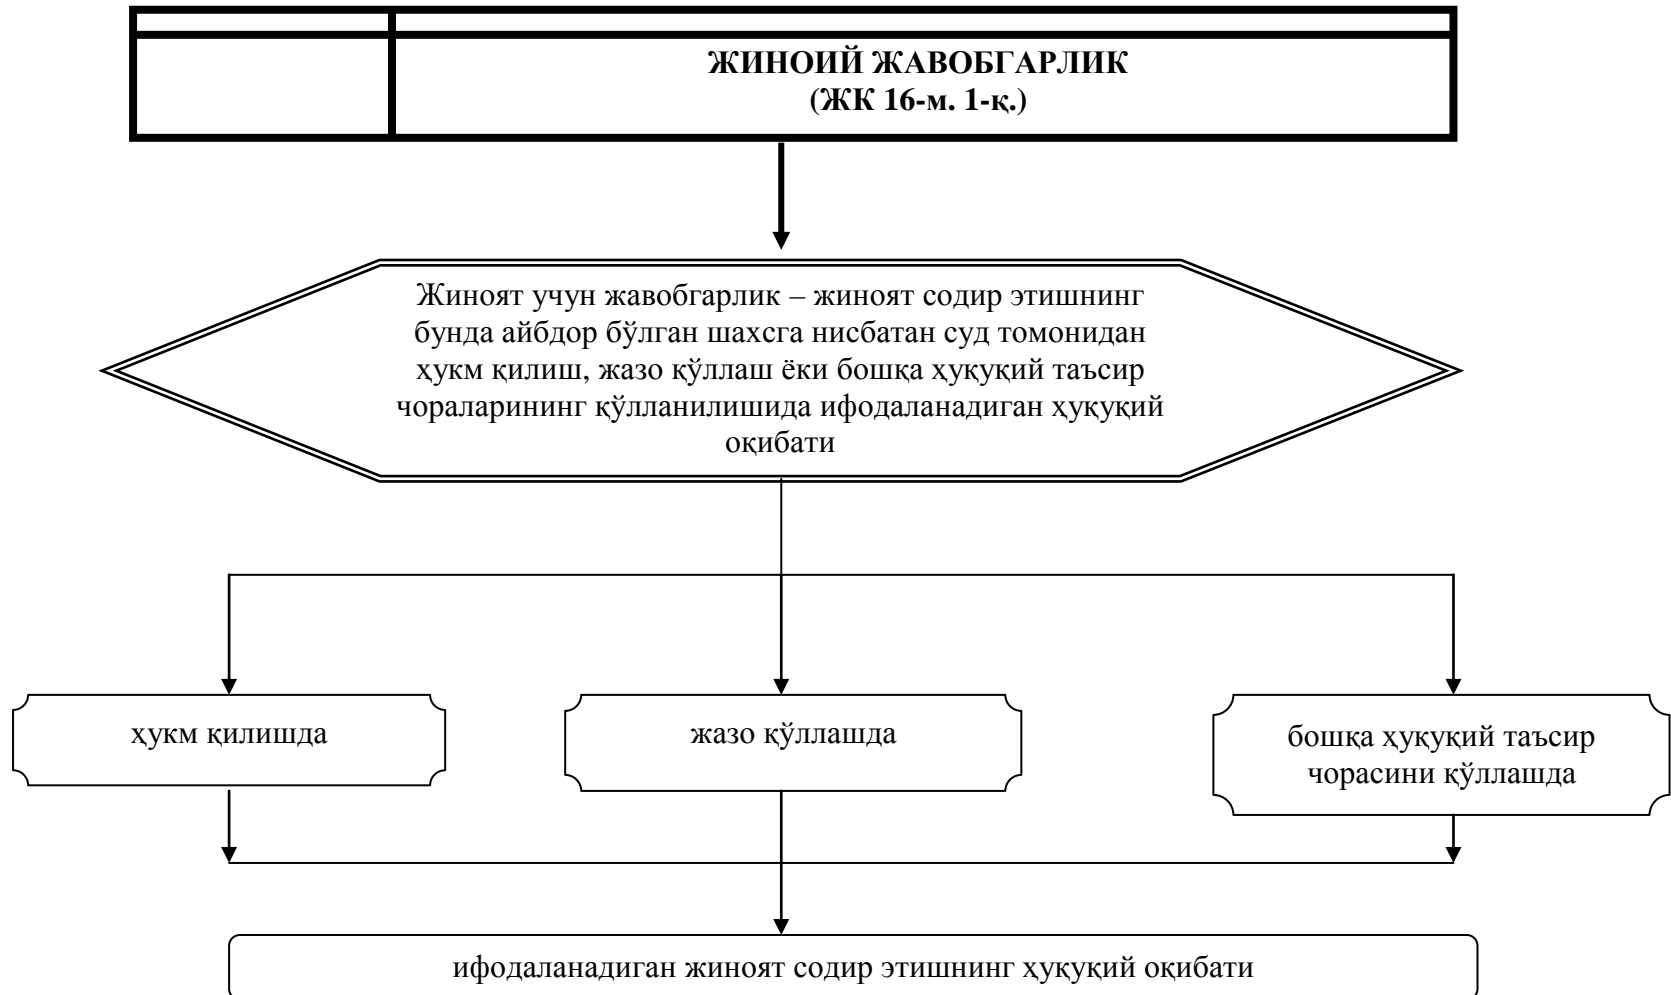 ЖИНОИЙ ЖАВОБГАРЛИК
(ЖК 16-м. 1-қ.)
Жиноят учун жавобгарлик – жиноят содир этишнинг
бунда айбдор бўлган шахсга нисбатан суд томонидан
ҳукм қилиш, жазо қўллаш ёки бошқа ҳуқуқий таъсир
чораларининг қўлланилишида ифодаланадиган ҳуқуқий
оқибати
ҳукм қилишда
жазо қўллашда
бошқа ҳуқуқий таъсир
чорасини қўллашда
ифодаланадиган жиноят содир этишнинг ҳуқуқий оқибати